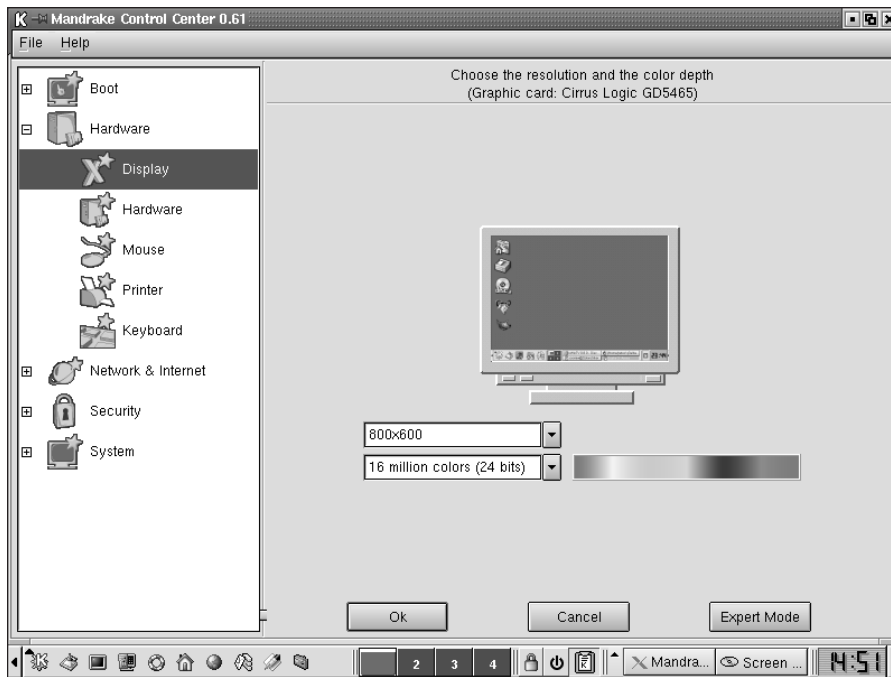 Mandrake Control Center 0.61
File Help
Choose the resolution and the color depth
(Graphic card: Cirrus Logic GD5465)
Boot
Hardware
Display
Hardware
Mouse
Printer
Keyboard
Network & Internet
Security
System
800x600
16 million colors (24 bits)
Ok Cancel Expert Mode
2 3 4 Mandra... Screen ... 14:51